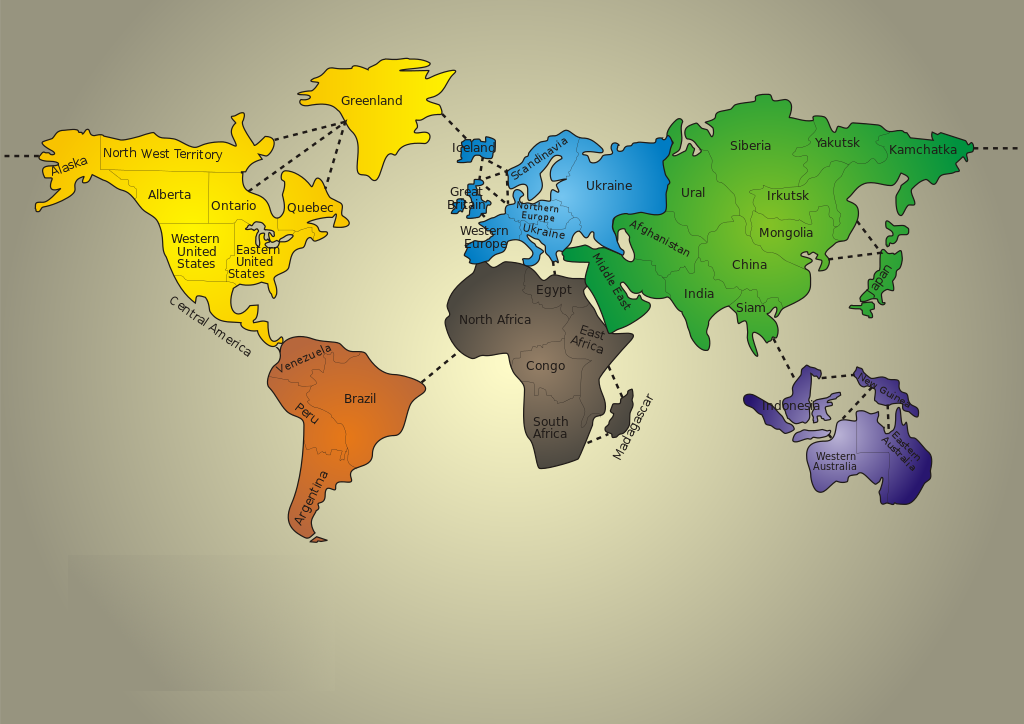 Greenland
Alaska
North West Territory
Alberta
Ontario
Quebec
Western
United
States
Eastern
United
States
Central America
Venezuela
Brazil
Peru
Argentina
Iceland
Scandinavia
Great
Britain
Ukraine
Northern
Europe
Ukraine
Western
Europe
North Africa
Egypt
East
Africa
Congo
South
Africa
Madagascar
Middle East
Afghanistan
Ural
Siberia
Yakutsk
Kamchatka
Irkutsk
Mongolia
Japan
China
India
Siam
Indonesia
New Guinea
Western
Australia
Eastern
Australia